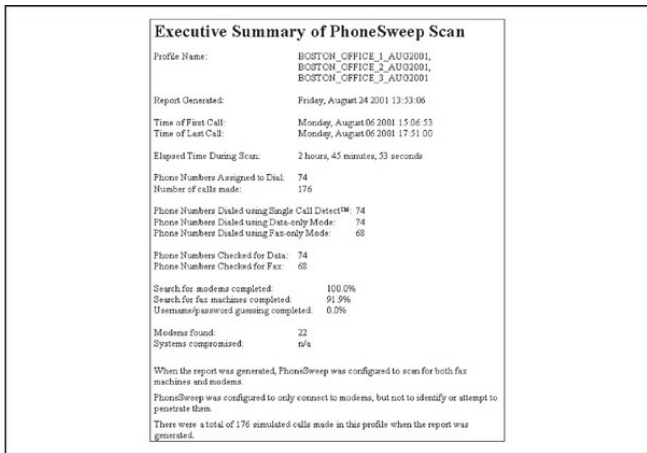 Executive Summary of PhoneSweep Scan
Profile Name: BOSTON_OFFICE_1_AUG2001,
BOSTON_OFFICE_2_AUG2001,
BOSTON_OFFICE_3_AUG2001
Report Generated: Friday, August 24 2001 13:53:06
Time of First Call: Monday, August 06 2001 15:06:53
Time of Last Call: Monday, August 06 2001 17:51:00
Elapsed Time During Scan: 2 hours, 45 minutes, 53 seconds
Phone Numbers Assigned to Dial: 74
Number of calls made: 176
Phone Numbers Dialed using Single Call Detect™: 74
Phone Numbers Dialed using Data-only Mode: 74
Phone Numbers Dialed using Fax-only Mode: 68
Phone Numbers Checked for Data: 74
Phone Numbers Checked for Fax: 68
Search for modems completed: 100.0%
Search for fax machines completed: 91.9%
Username/password guessing completed: 0.0%
Modems found: 22
Systems compromised: n/a
When the report was generated, PhoneSweep was configured to scan for both fax
machines and modems.
PhoneSweep was configured to only connect to modems, but not to identify or attempt to
penetrate them.
There were a total of 176 simulated calls made in this profile when the report was
generated.